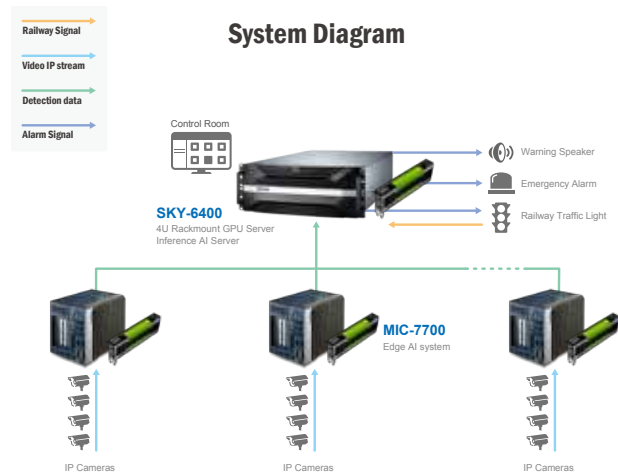 Railway Signal
Video IP stream
Detection data
Alarm Signal
System Diagram
Control Room
SKY-6400
4U Rackmount GPU Server
Inference AI Server
Warning Speaker
Emergency Alarm
Railway Traffic Light
MIC-7700
Edge AI system
IP Cameras
IP Cameras
IP Cameras